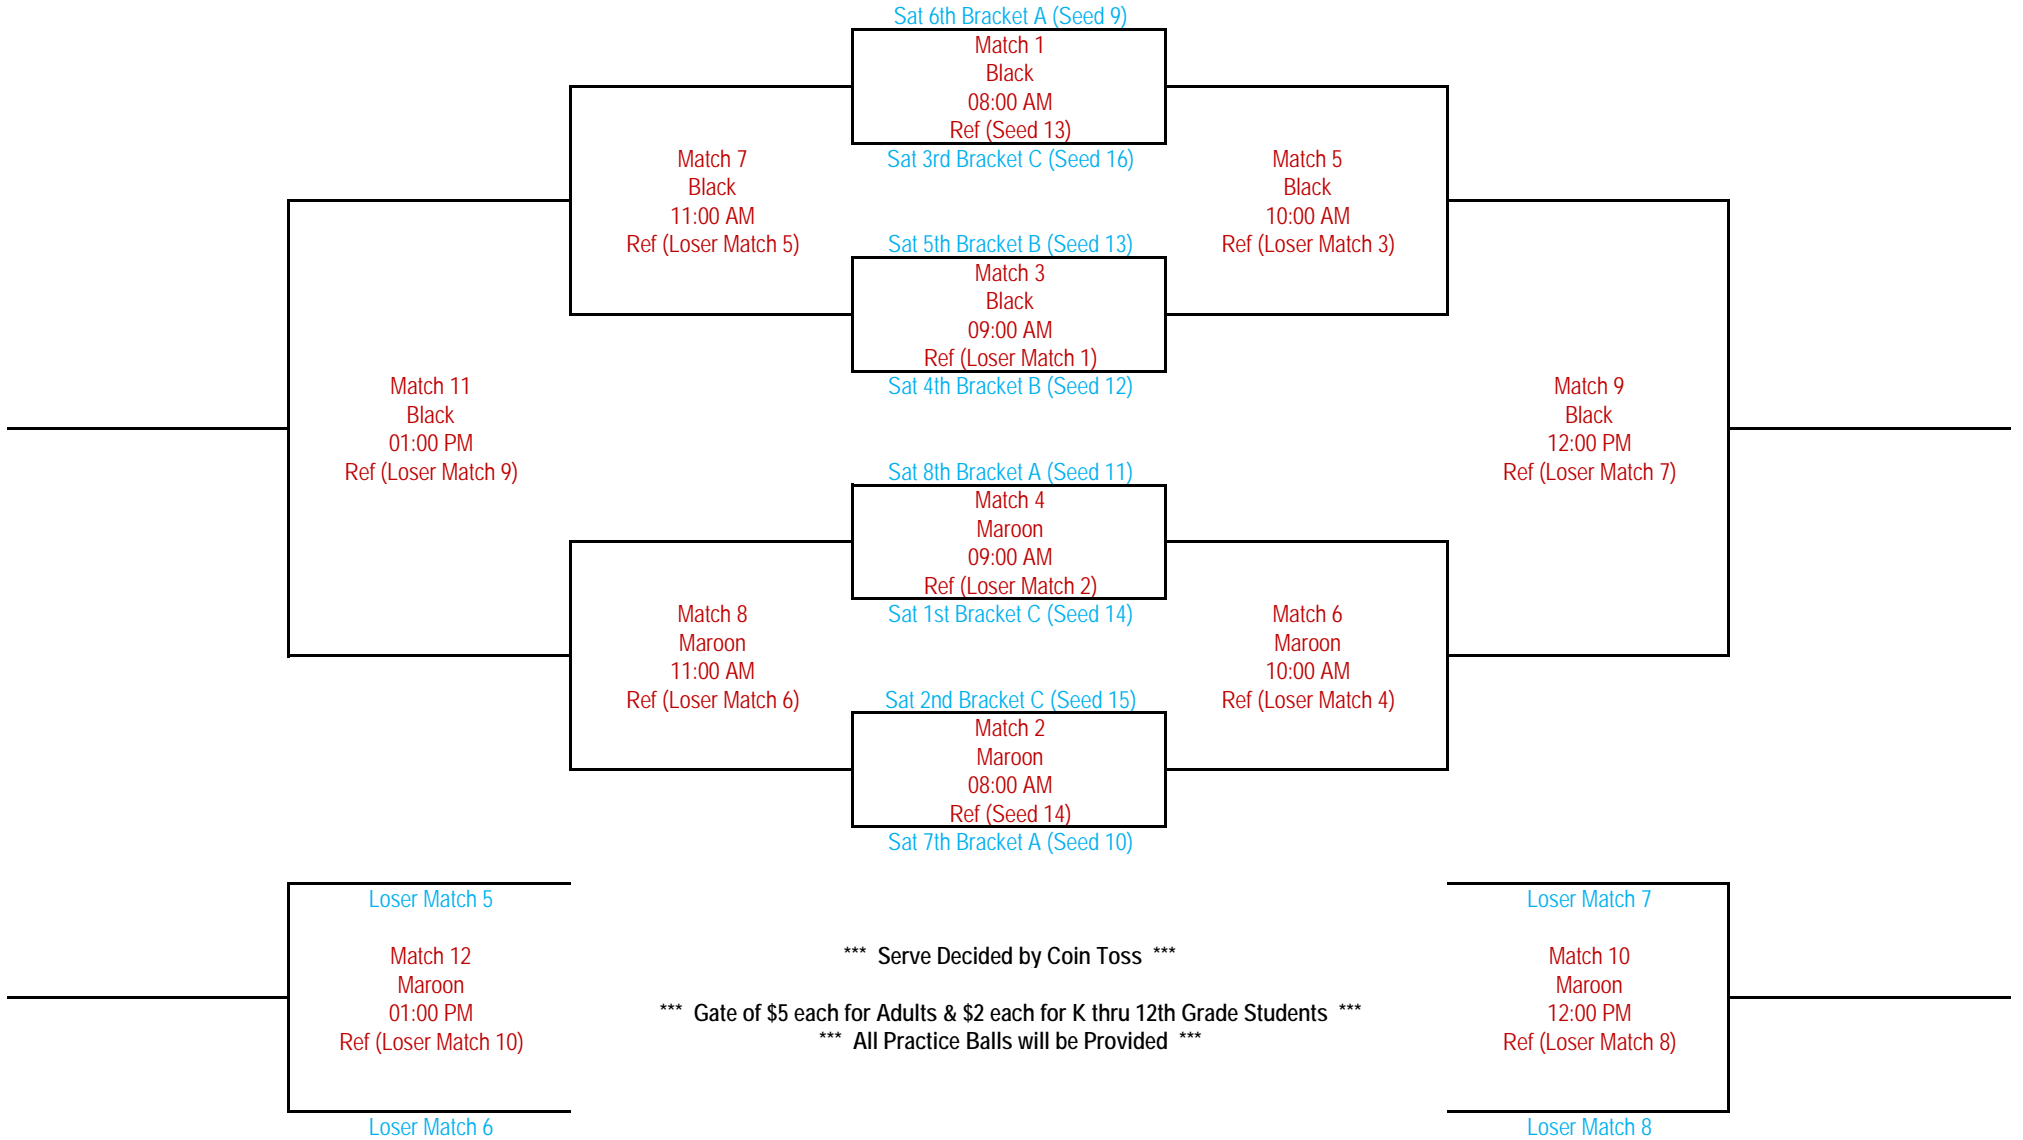 Sat 6th Bracket A (Seed 9)
Match 1
Black
08:00 AM
Ref (Seed 13)
Sat 3rd Bracket C (Seed 16)
Match 7
Black
11:00 AM
Ref (Loser Match 5)
Match 5
Black
10:00 AM
Ref (Loser Match 3)
Sat 5th Bracket B (Seed 13)
Match 3
Black
09:00 AM
Ref (Loser Match 1)
Sat 4th Bracket B (Seed 12)
Match 11
Black
01:00 PM
Ref (Loser Match 9)
Match 9
Black
12:00 PM
Ref (Loser Match 7)
Sat 8th Bracket A (Seed 11)
Match 4
Maroon
09:00 AM
Ref (Loser Match 2)
Sat 1st Bracket C (Seed 14)
Match 8
Maroon
11:00 AM
Ref (Loser Match 6)
Match 6
Maroon
10:00 AM
Ref (Loser Match 4)
Sat 2nd Bracket C (Seed 15)
Match 2
Maroon
08:00 AM
Ref (Seed 14)
Sat 7th Bracket A (Seed 10)
Loser Match 5
Match 12
Maroon
01:00 PM
Ref (Loser Match 10)
Loser Match 6
*** Serve Decided by Coin Toss ***
*** Gate of $5 each for Adults & $2 each for K thru 12th Grade Students ***
*** All Practice Balls will be Provided ***
Loser Match 7
Match 10
Maroon
12:00 PM
Ref (Loser Match 8)
Loser Match 8